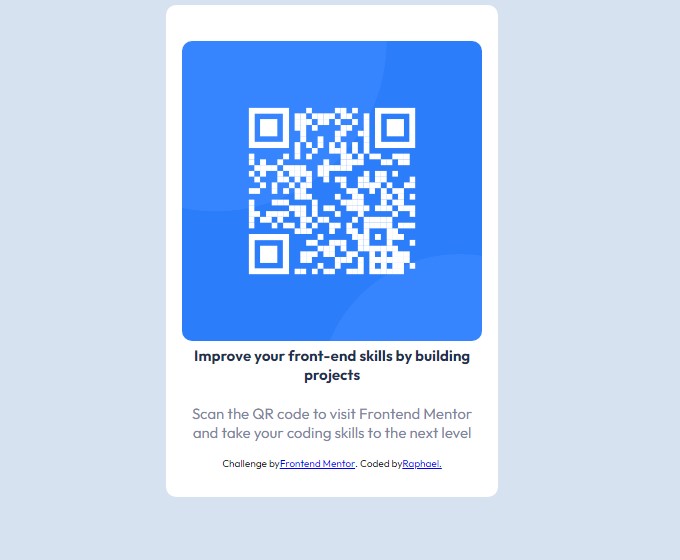 Improve your front-end skills by building
projects
Scan the QR code to visit Frontend Mentor
and take your coding skills to the next level
Challenge byFrontend Mentor. Coded byRaphael.